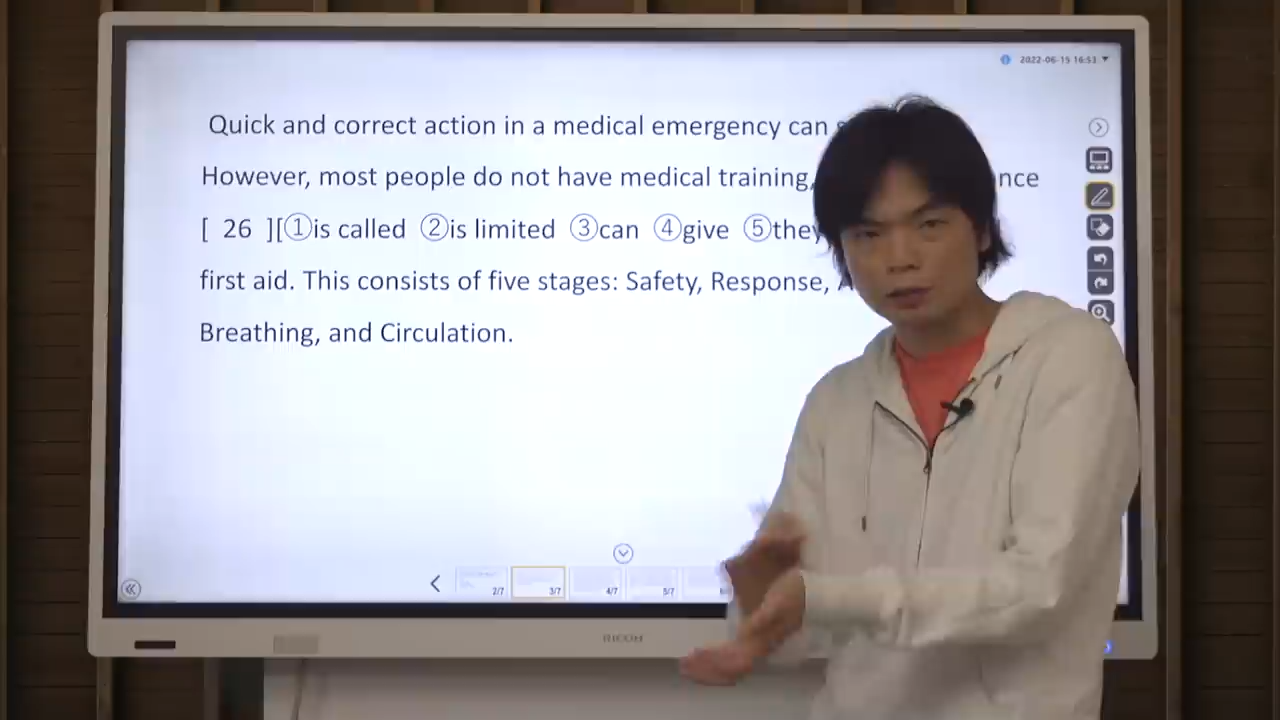 2022-06-15 16:53
Quick and correct action in a medical emergency can
However, most people do not have medical training,
[ 26 ][①is called ②is limited ③can ④give ⑤they
first aid. This consists of five stages: Safety, Response,
Breathing, and Circulation.
2/7 3/7 4/7 5/7
RICOH